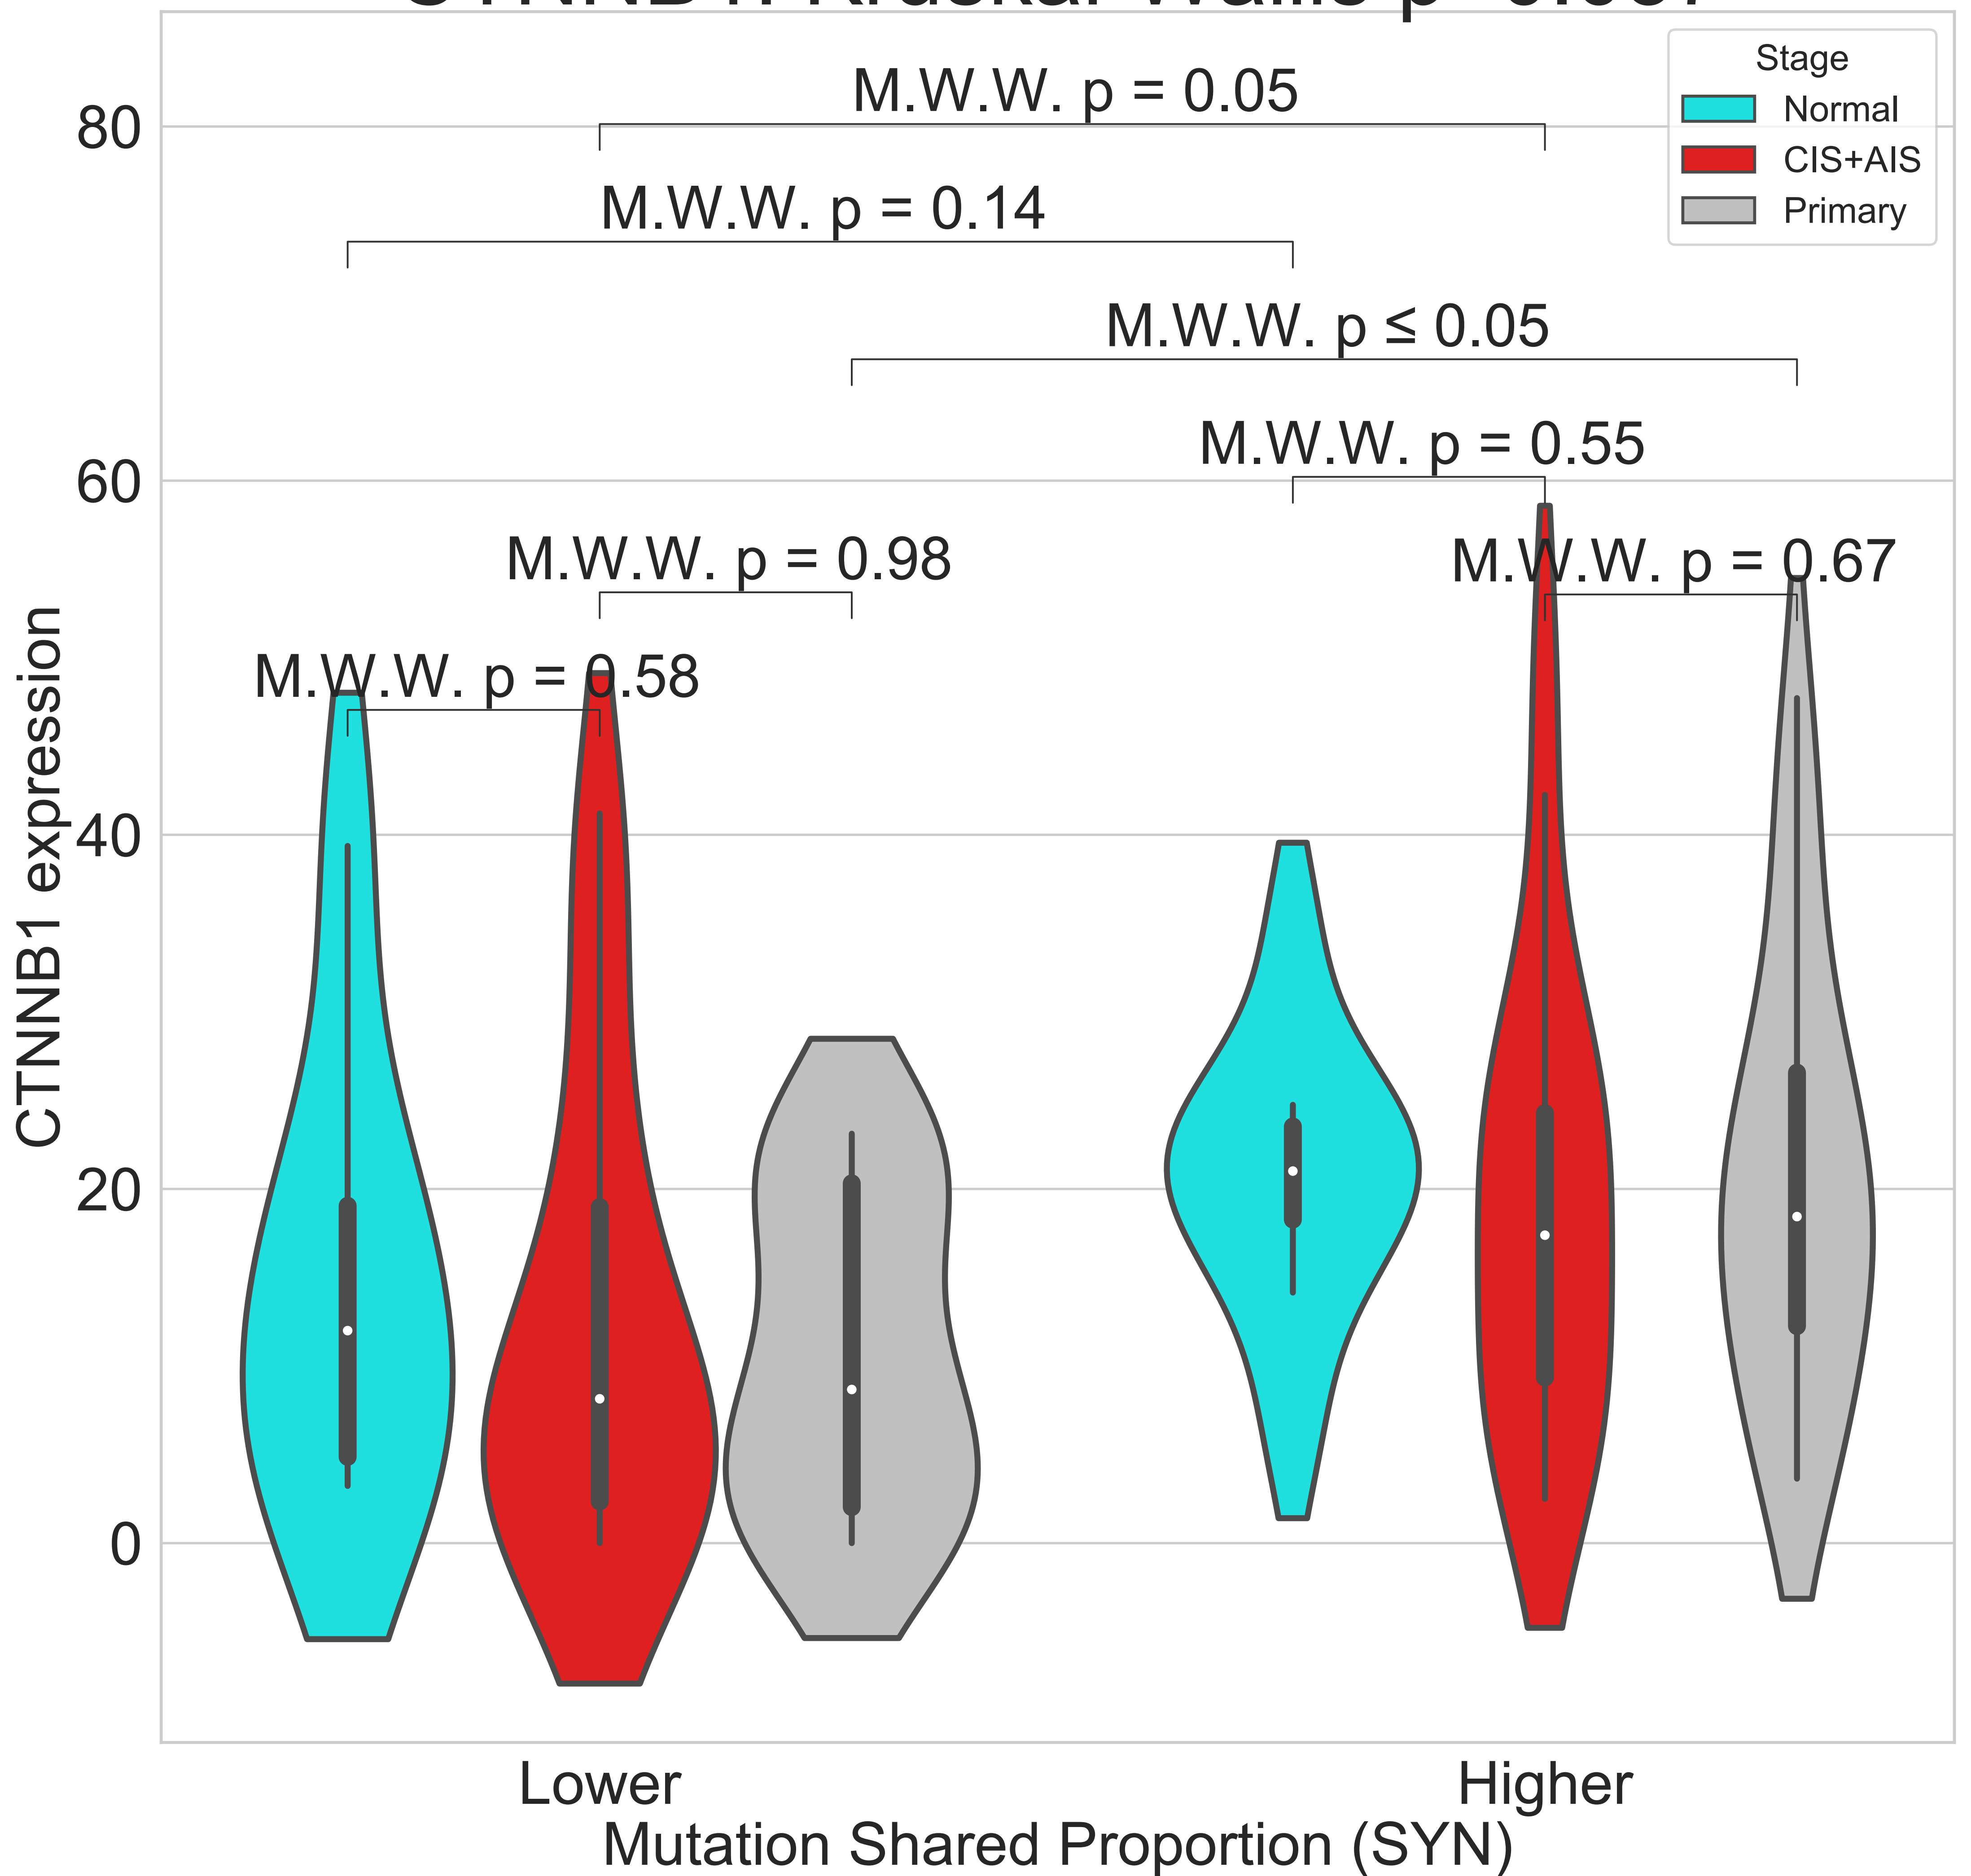 Stage
Normal
CIS+AIS
Primary
M.W.W. p = 0.05
M.W.W. p = 0.14
M.W.W. p ≤ 0.05
M.W.W. p = 0.55
M.W.W. p = 0.98
M.W.W. p = 0.67
M.W.W. p = 0.58
80
60
40
20
0
CTNNB1 expression
Lower
Higher
Mutation Shared Proportion (SYN)